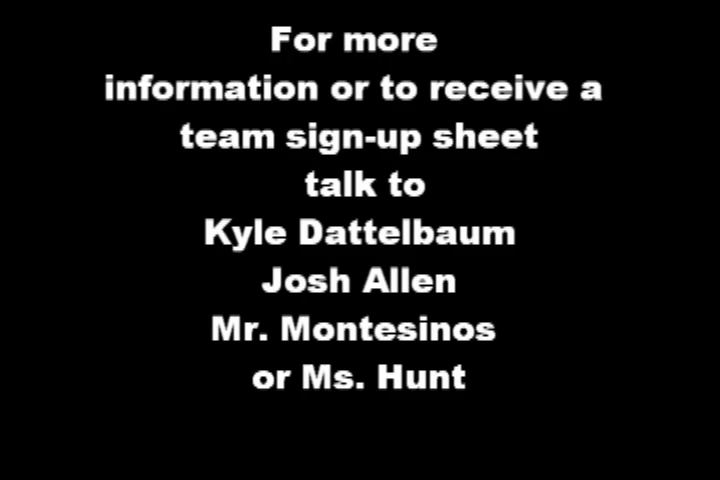 For more
information or to receive a
team sign-up sheet
talk to
Kyle Dattelbaum
Josh Allen
Mr. Montesinos
or Ms. Hunt